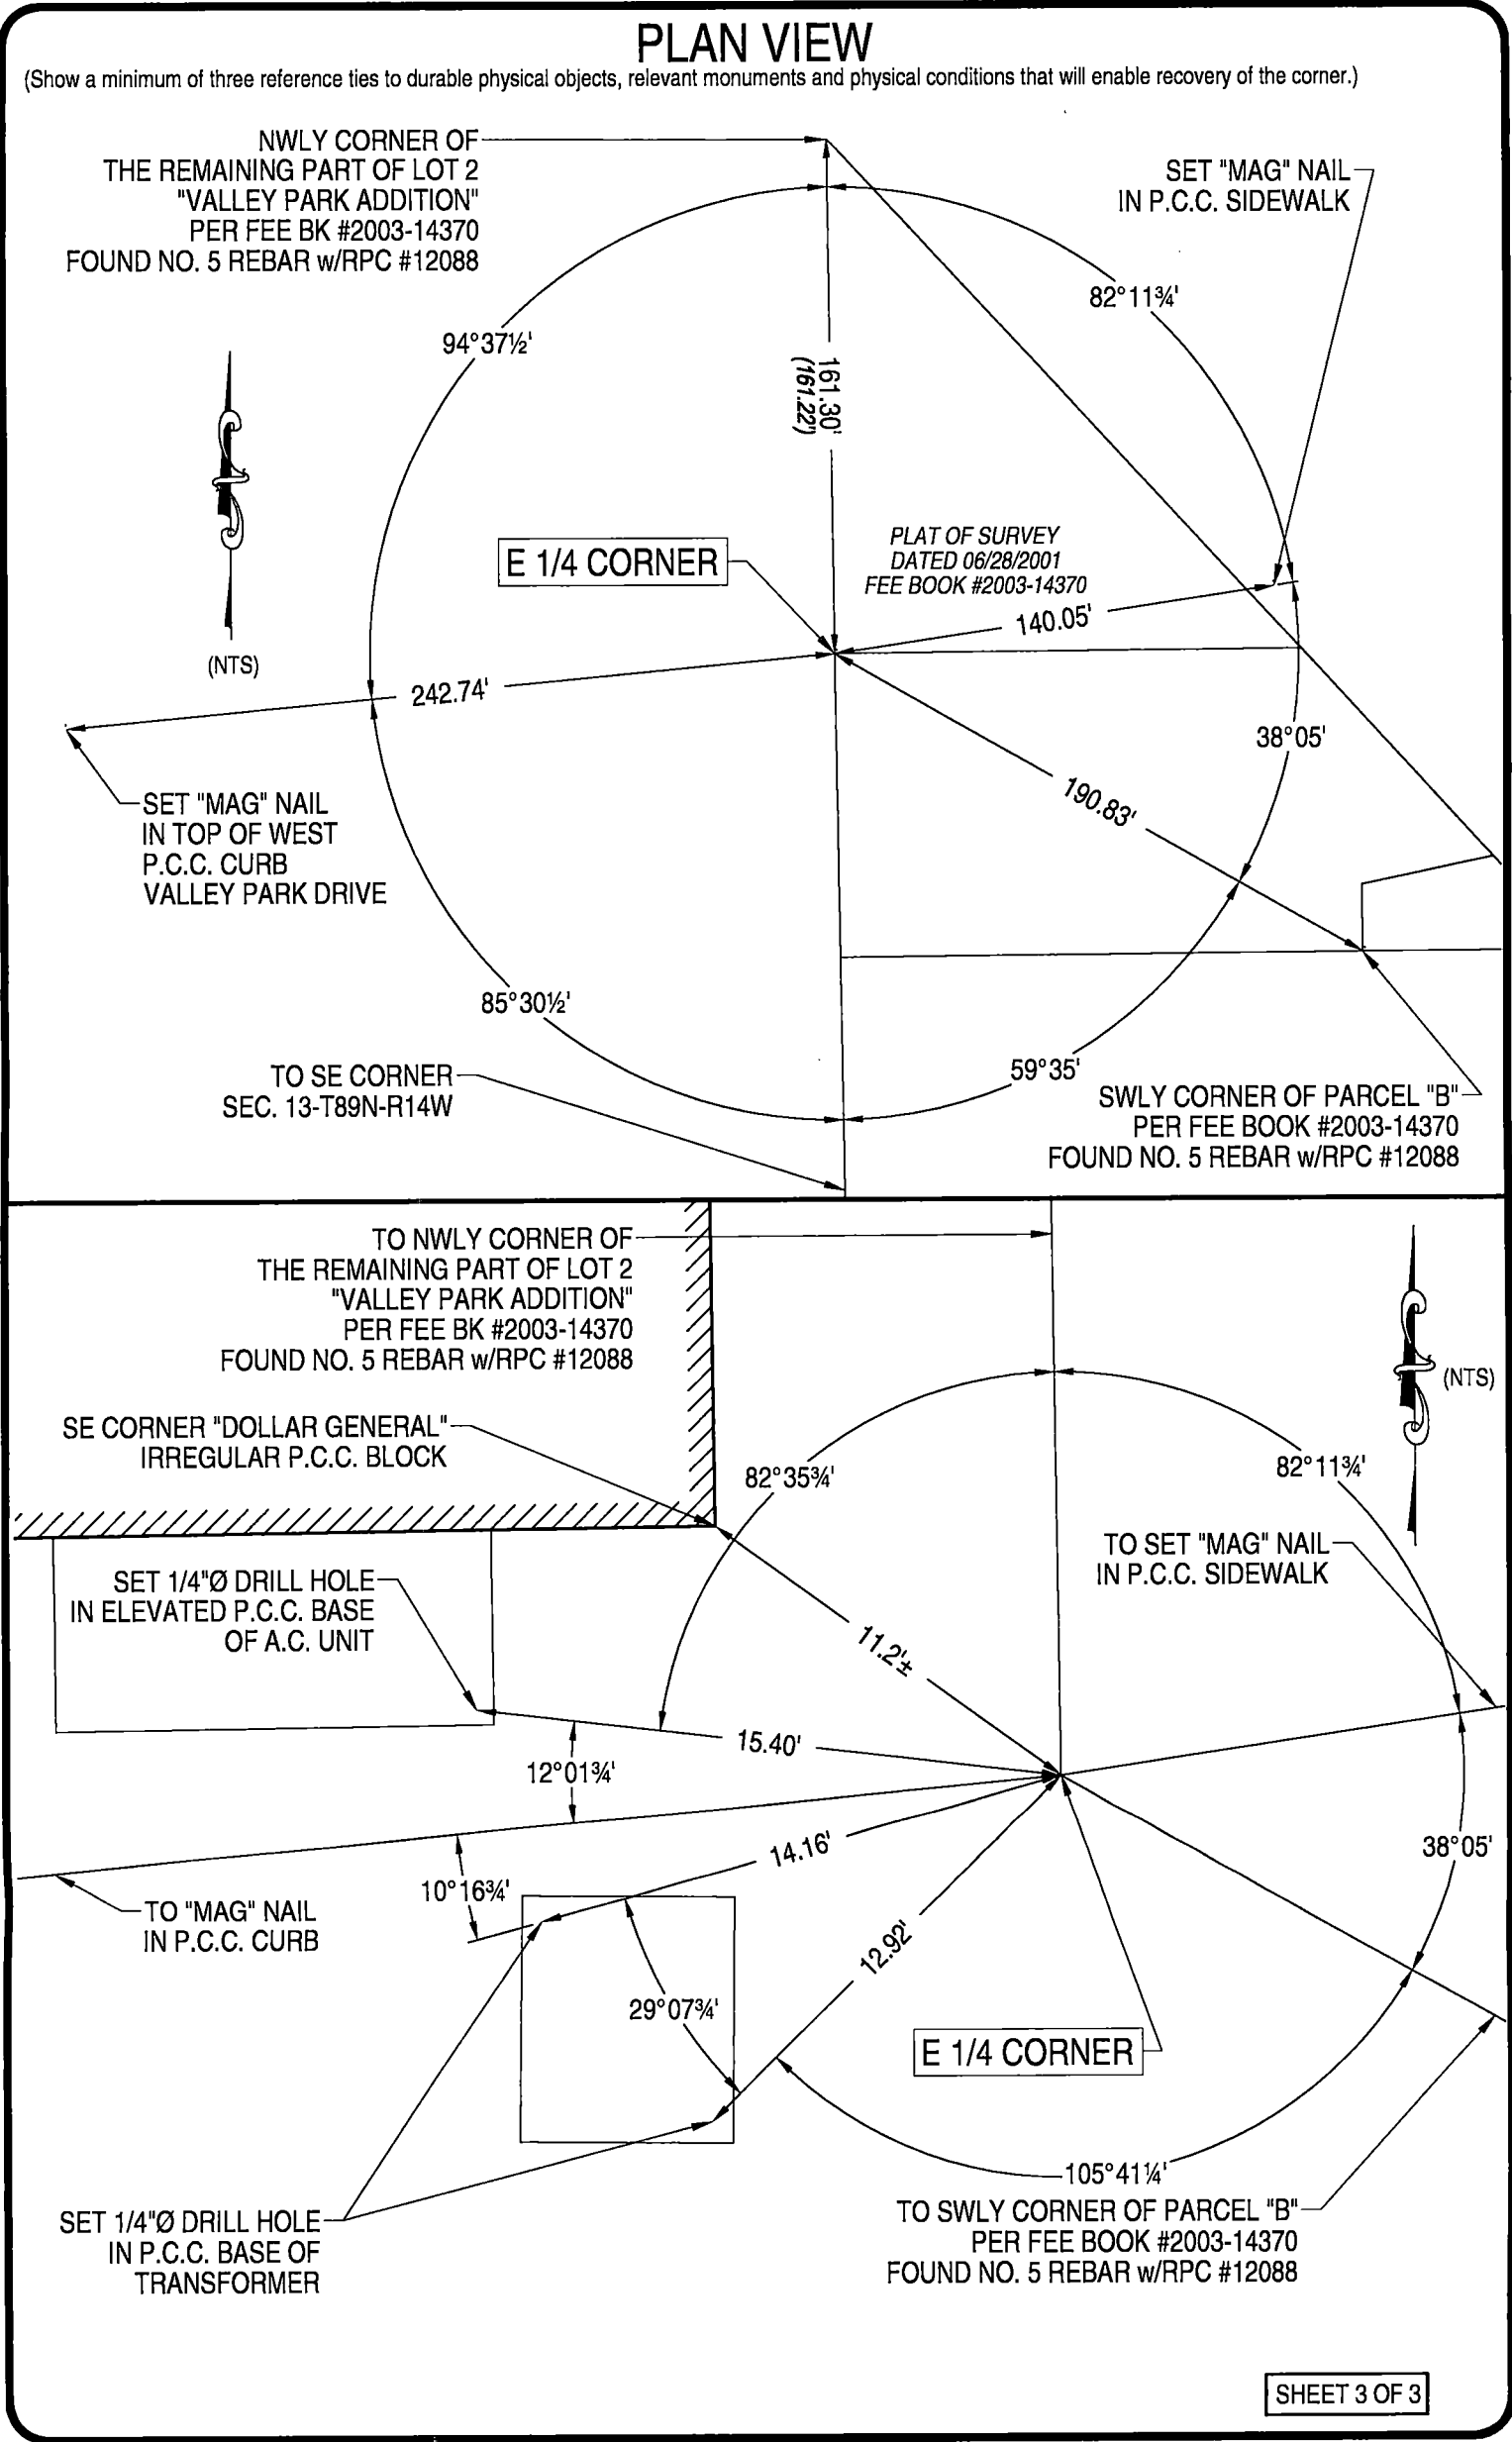 PLAN VIEW
(Show a minimum of three reference ties to durable physical objects, relevant monuments and physical conditions that will enable recovery of the corner.)
NWLY CORNER OF
THE REMAINING PART OF LOT 2
"VALLEY PARK ADDITION"
PER FEE BK #2003-14370
FOUND NO. 5 REBAR w/RPC #12088
SET "MAG" NAIL
IN P.C.C. SIDEWALK
82°11¾'
94°37½'
161.30'
(161.22')
(NTS)
E 1/4 CORNER
PLAT OF SURVEY
DATED 06/28/2001
FEE BOOK #2003-14370
140.05'
242.74'
38°05'
190.83'
SET "MAG" NAIL
IN TOP OF WEST
P.C.C. CURB
VALLEY PARK DRIVE
85°30½'
59°35'
TO SE CORNER
SEC. 13-T89N-R14W
SWLY CORNER OF PARCEL "B"
PER FEE BOOK #2003-14370
FOUND NO. 5 REBAR w/RPC #12088
TO NWLY CORNER OF
THE REMAINING PART OF LOT 2
"VALLEY PARK ADDITION"
PER FEE BK #2003-14370
FOUND NO. 5 REBAR w/RPC #12088
(NTS)
SE CORNER "DOLLAR GENERAL"
IRREGULAR P.C.C. BLOCK
82°35¾'
82°11¾'
TO SET "MAG" NAIL
IN P.C.C. SIDEWALK
SET 1/4"Ø DRILL HOLE
IN ELEVATED P.C.C. BASE
OF A.C. UNIT
11.2'±
15.40'
12°01¾'
14.16'
38°05'
10°16¾'
TO "MAG" NAIL
IN P.C.C. CURB
12.92'
29°07¾'
E 1/4 CORNER
105°41¼'
TO SWLY CORNER OF PARCEL "B"
PER FEE BOOK #2003-14370
FOUND NO. 5 REBAR w/RPC #12088
SET 1/4"Ø DRILL HOLE
IN P.C.C. BASE OF
TRANSFORMER
SHEET 3 OF 3